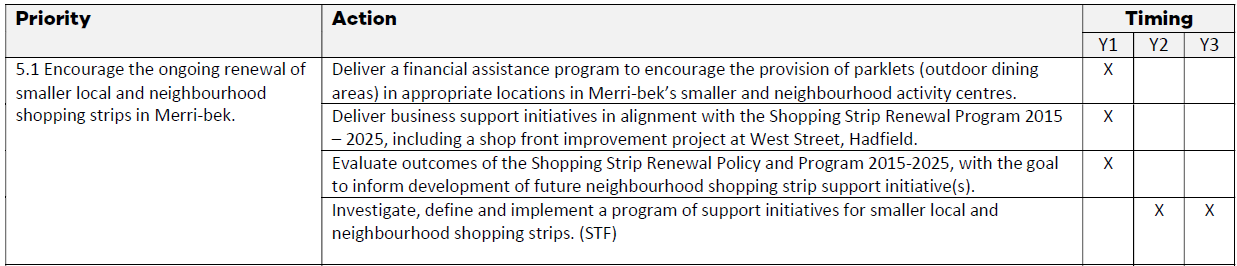 Priority Action Timing
Y1 Y2 Y3
5.1 Encourage the ongoing renewal of
smaller local and neighbourhood
shopping strips in Merri-bek.
Deliver a financial assistance program to encourage the provision of parklets (outdoor dining X
areas) in appropriate locations in Merri-bek's smaller and neighbourhood activity centres.
Deliver business support initiatives in alignment with the Shopping Strip Renewal Program 2015 X
– 2025, including a shop front improvement project at West Street, Hadfield.
Evaluate outcomes of the Shopping Strip Renewal Policy and Program 2015-2025, with the goal X
to inform development of future neighbourhood shopping strip support initiative(s).
Investigate, define and implement a program of support initiatives for smaller local and X X
neighbourhood shopping strips. (STF)